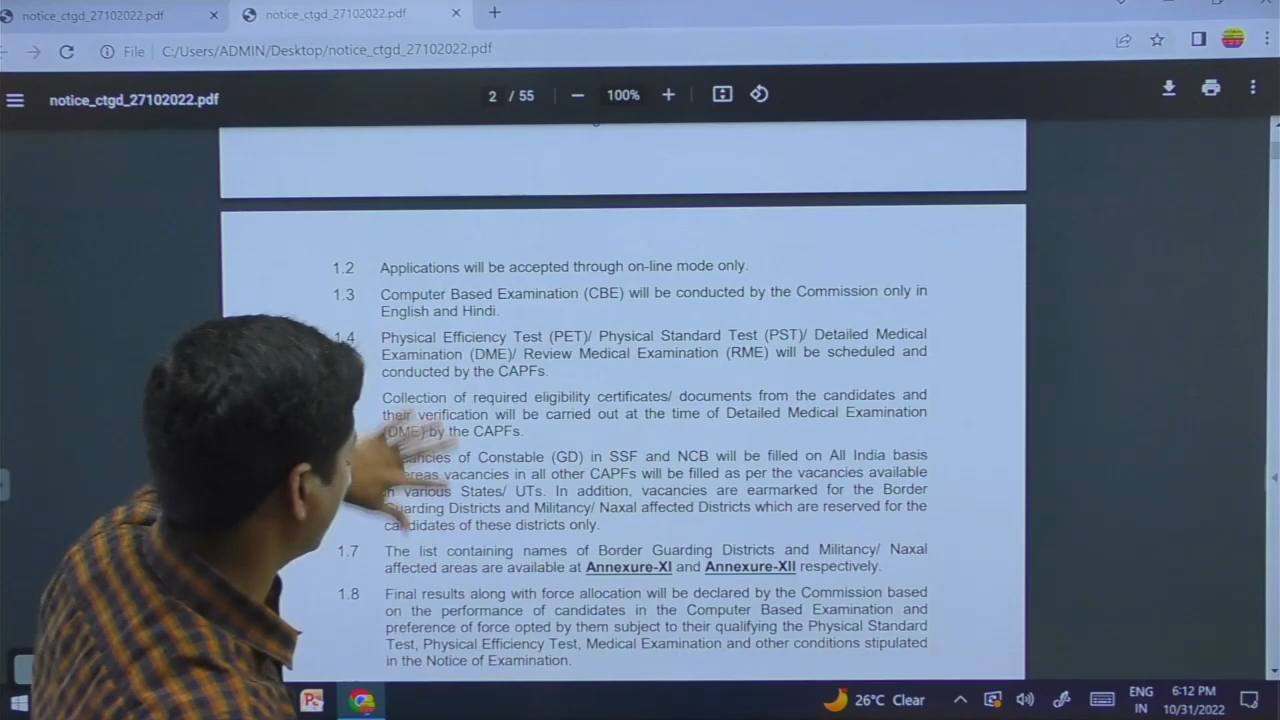 notice_ctgd_27102022.pdf
notice_ctgd_27102022.pdf
File
C:/Users/ADMIN/Desktop/notice_ctgd_27102022.pdf
notice_ctgd_27102022.pdf
2 / 55
100%
1.2 Applications will be accepted through on-line mode only.
1.3 Computer Based Examination (CBE) will be conducted by the Commission only in
English and Hindi.
1.4 Physical Efficiency Test (PET)/ Physical Standard Test (PST)/ Detailed Medical
Examination (DME)/ Review Medical Examination (RME) will be scheduled and
conducted by the CAPFs.
Collection of required eligibility certificates/ documents from the candidates and
their verification will be carried out at the time of Detailed Medical Examination
(DME) by the CAPFs.
of Constable (GD) in SSF and NCB will be filled on All India basis
vacancies in all other CAPFs will be filled as per the vacancies available
various States/ UTs. In addition, vacancies are earmarked for the Border
Guarding Districts and Militancy/ Naxal affected Districts which are reserved for the
candidates of these districts only.
1.7 The list containing names of Border Guarding Districts and Militancy/ Naxal
affected areas are available at Annexure-XI and Annexure-XII respectively.
1.8 Final results along with force allocation will be declared by the Commission based
on the performance of candidates in the Computer Based Examination and
preference of force opted by them subject to their qualifying the Physical Standard
Test, Physical Efficiency Test, Medical Examination and other conditions stipulated
in the Notice of Examination.
26°C Clear
ENG
IN
6:12 PM
10/31/2022